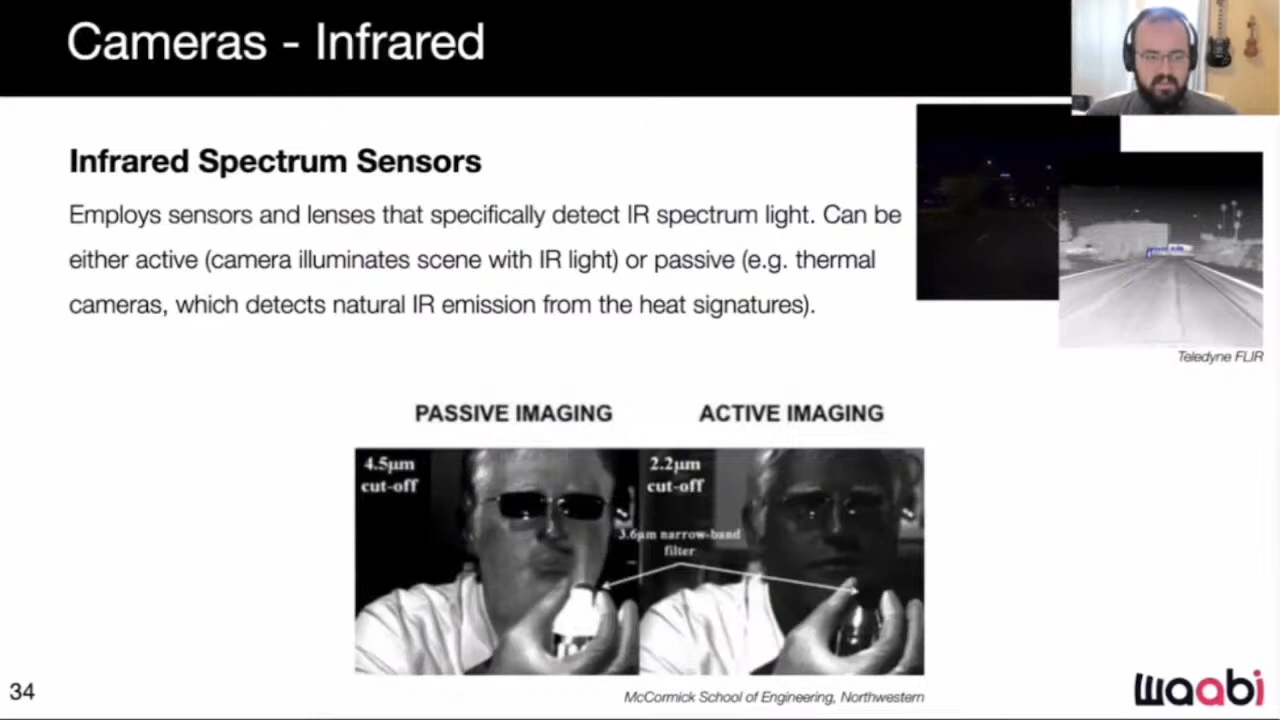 Cameras - Infrared
Infrared Spectrum Sensors
Employs sensors and lenses that specifically detect IR spectrum light. Can be
either active (camera illuminates scene with IR light) or passive (e.g. thermal
cameras, which detects natural IR emission from the heat signatures).
Teledyne FLIR
PASSIVE IMAGING
ACTIVE IMAGING
4.5μm
cut-off
2.2μm
cut-off
3.6μm narrow-band
filter
McCormick School of Engineering, Northwestern
34
waabi